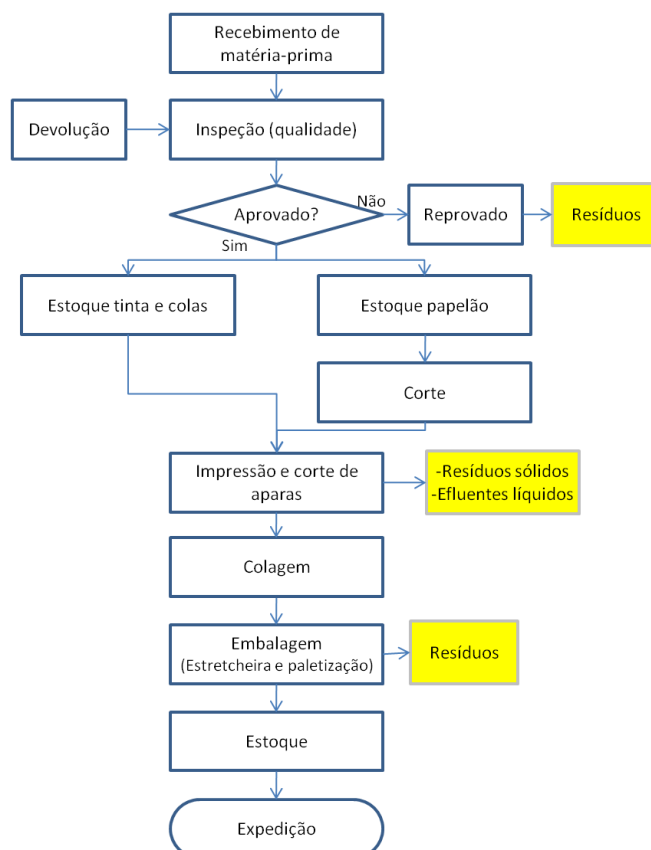 Recebimento de
matéria-prima
Devolução
Inspeção (qualidade)
Aprovado?
Não
Reprovado
Resíduos
Sim
Estoque tinta e colas
Estoque papelão
Corte
Impressão e corte de
aparas
-Resíduos sólidos
-Efluentes líquidos
Colagem
Embalagem
(Estretcheira e paletização)
Resíduos
Estoque
Expedição